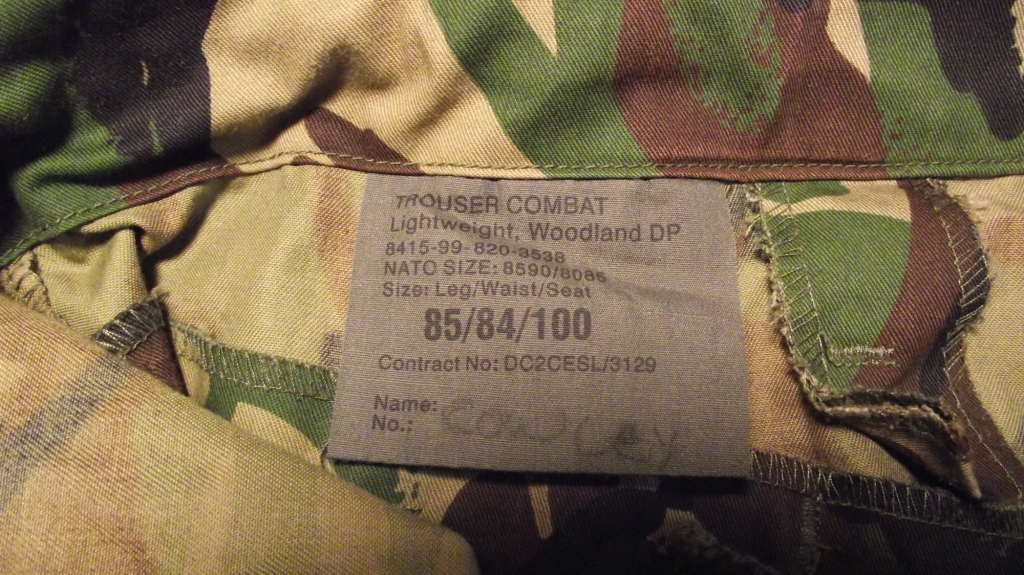 TROUSER COMBAT
Lightweight, Woodland DP
8415-99-820-3538
NATO SIZE: 8590/8086
Size: Leg/Waist/Seat
85/84/100
Contract No: DC2CESL/3129
Name: COWLEY
No.: